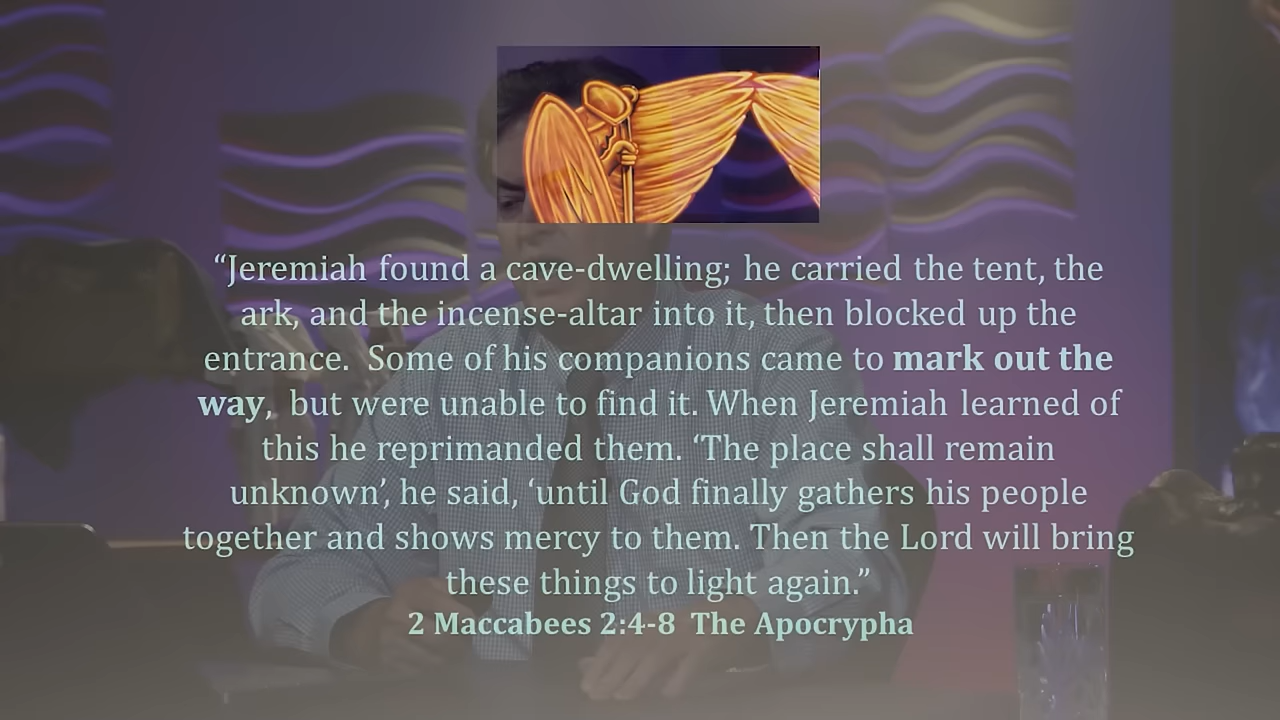 “Jeremiah found a cave-dwelling; he carried the tent, the
ark, and the incense-altar into it, then blocked up the
entrance.  Some of his companions came to mark out the
way,  but were unable to find it. When Jeremiah learned of
this he reprimanded them. ‘The place shall remain
unknown’, he said, ‘until God finally gathers his people
together and shows mercy to them. Then the Lord will bring
these things to light again.”
2 Maccabees 2:4-8  The Apocrypha